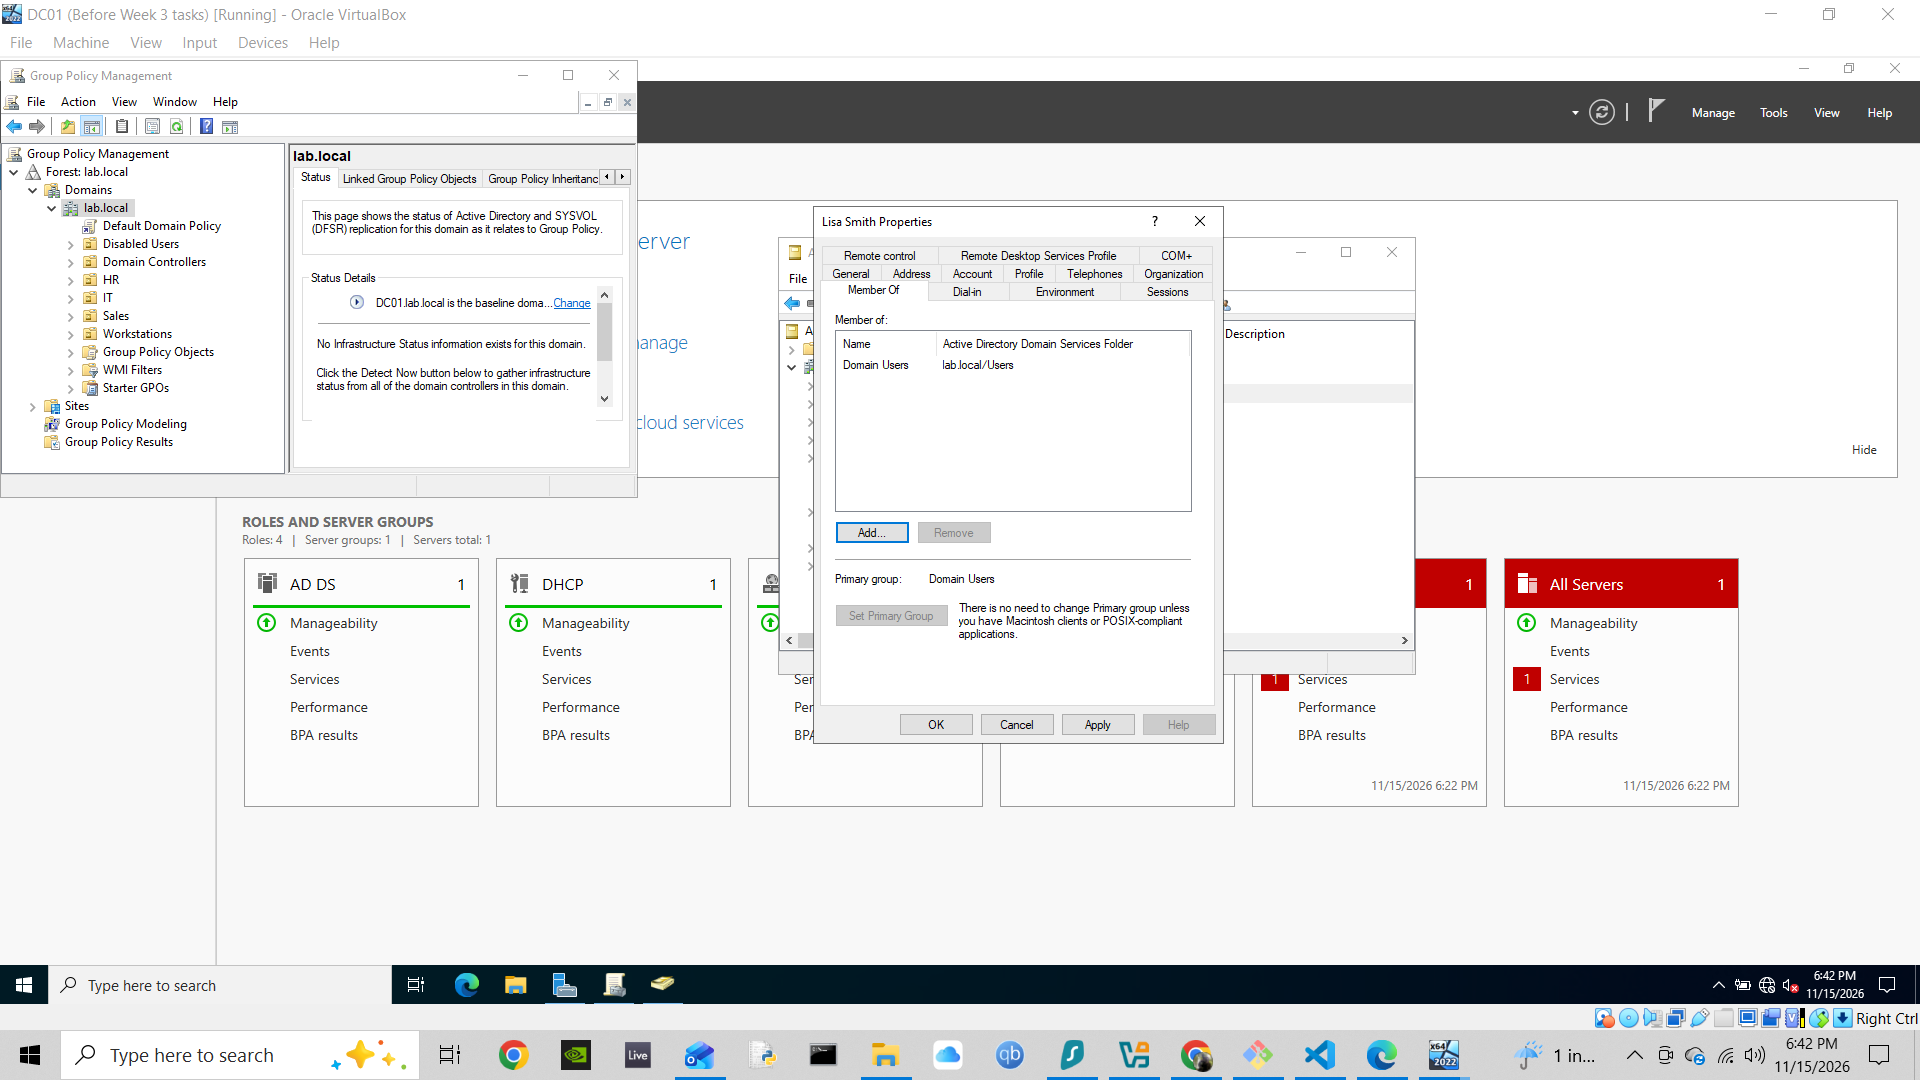 DC01 (Before Week 3 tasks) [Running] - Oracle VirtualBox
File Machine View Input Devices Help
Group Policy Management
File Action View Window Help
Manage Tools View Help
Group Policy Management
Forest: lab.local
Domains
lab.local
Default Domain Policy
Disabled Users
Domain Controllers
HR
IT
Sales
Workstations
Group Policy Objects
WMI Filters
Starter GPOs
Sites
Group Policy Modeling
Group Policy Results
lab.local
Status Linked Group Policy Objects Group Policy Inheritanc
This page shows the status of Active Directory and SYSVOL
(DFSR) replication for this domain as it relates to Group Policy.
Status Details
DC01.lab.local is the baseline doma... Change
No Infrastructure Status information exists for this domain.
Click the Detect Now button below to gather infrastructure
status from all of the domain controllers in this domain.
erver
anage
cloud services
Hide
File
Description
Lisa Smith Properties
Remote control Remote Desktop Services Profile COM+
General Address Account Profile Telephones Organization
Member Of Dial-in Environment Sessions
Member of:
Name Active Directory Domain Services Folder
Domain Users lab.local/Users
Add... Remove
Primary group: Domain Users
Set Primary Group
There is no need to change Primary group unless
you have Macintosh clients or POSIX-compliant
applications.
OK Cancel Apply Help
ROLES AND SERVER GROUPS
Roles: 4 | Server groups: 1 | Servers total: 1
AD DS 1
Manageability
Events
Services
Performance
BPA results
DHCP 1
Manageability
Events
Services
Performance
BPA results
Ser
Per
BPA
1
1 Services
Performance
BPA results
11/15/2026 6:22 PM
All Servers 1
Manageability
Events
1 Services
Performance
BPA results
11/15/2026 6:22 PM
Type here to search
6:42 PM
11/15/2026
Right Ctrl
Type here to search
Live
qb
X64
2022
1 in...
6:42 PM
11/15/2026